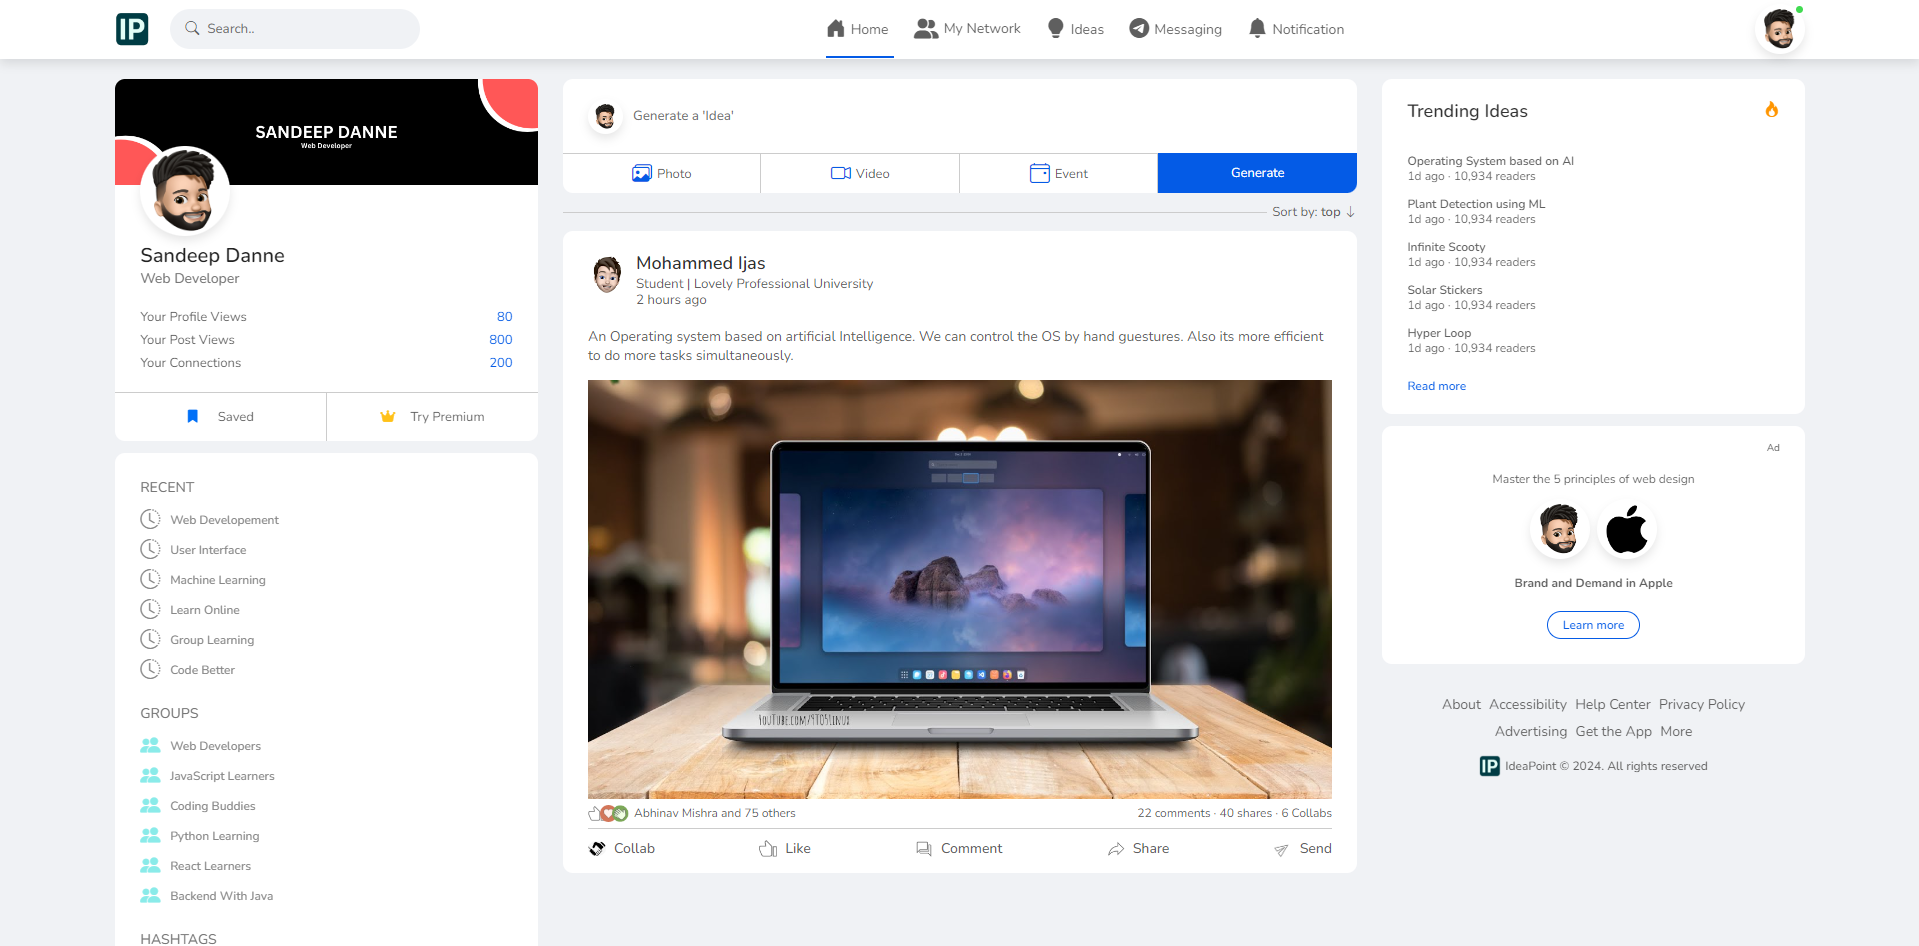 IP
Search..
Home
My Network
Ideas
Messaging
Notification
SANDEEP DANNE
Web Developer
Sandeep Danne
Web Developer
Your Profile Views 80
Your Post Views 800
Your Connections 200
Saved
Try Premium
RECENT
Web Developement
User Interface
Machine Learning
Learn Online
Group Learning
Code Better
GROUPS
Web Developers
JavaScript Learners
Coding Buddies
Python Learning
React Learners
Backend With Java
HASHTAGS
Generate a 'Idea'
Photo
Video
Event
Generate
Sort by: top
Mohammed Ijas
Student | Lovely Professional University
2 hours ago
An Operating system based on artificial Intelligence. We can control the OS by hand guestures. Also its more efficient
to do more tasks simultaneously.
YouTube.com/9TO5Linux
Abhinav Mishra and 75 others
22 comments · 40 shares · 6 Collabs
Collab
Like
Comment
Share
Send
Trending Ideas
Operating System based on AI
1d ago · 10,934 readers
Plant Detection using ML
1d ago · 10,934 readers
Infinite Scooty
1d ago · 10,934 readers
Solar Stickers
1d ago · 10,934 readers
Hyper Loop
1d ago · 10,934 readers
Read more
Ad
Master the 5 principles of web design
Brand and Demand in Apple
Learn more
About Accessibility Help Center Privacy Policy
Advertising Get the App More
IP IdeaPoint © 2024. All rights reserved